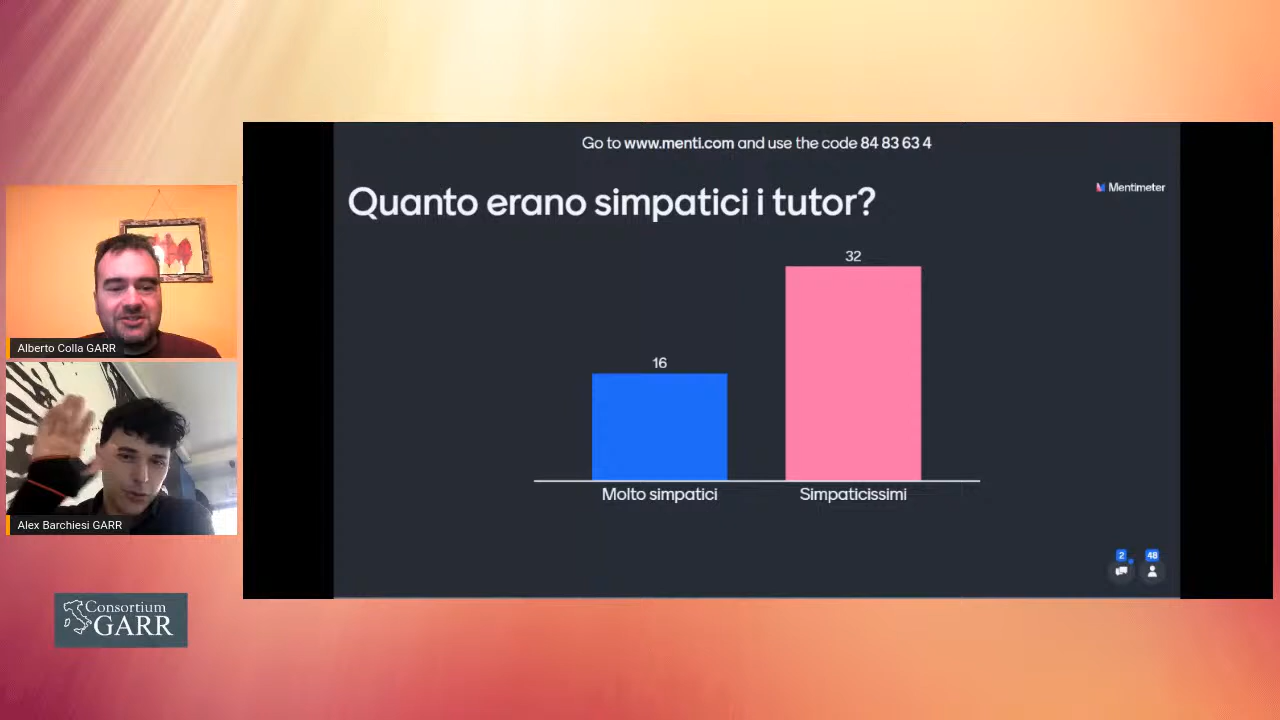 Go to www.menti.com and use the code 84 83 63 4
Mentimeter
Quanto erano simpatici i tutor?
32
16
Molto simpatici
Simpaticissimi
2
48
Alberto Colla GARR
Alex Barchiesi GARR
Consortium
GARR